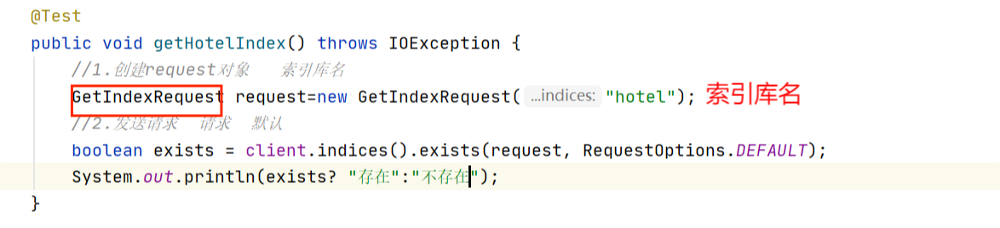 @Test
public void getHotelIndex() throws IOException {
//1.创建request对象   索引库名
GetIndexRequest request=new GetIndexRequest( ...indices: "hotel"); 索引库名
//2.发送请求  请求  默认
boolean exists = client.indices().exists(request, RequestOptions.DEFAULT);
System.out.println(exists? "存在":"不存在");
}